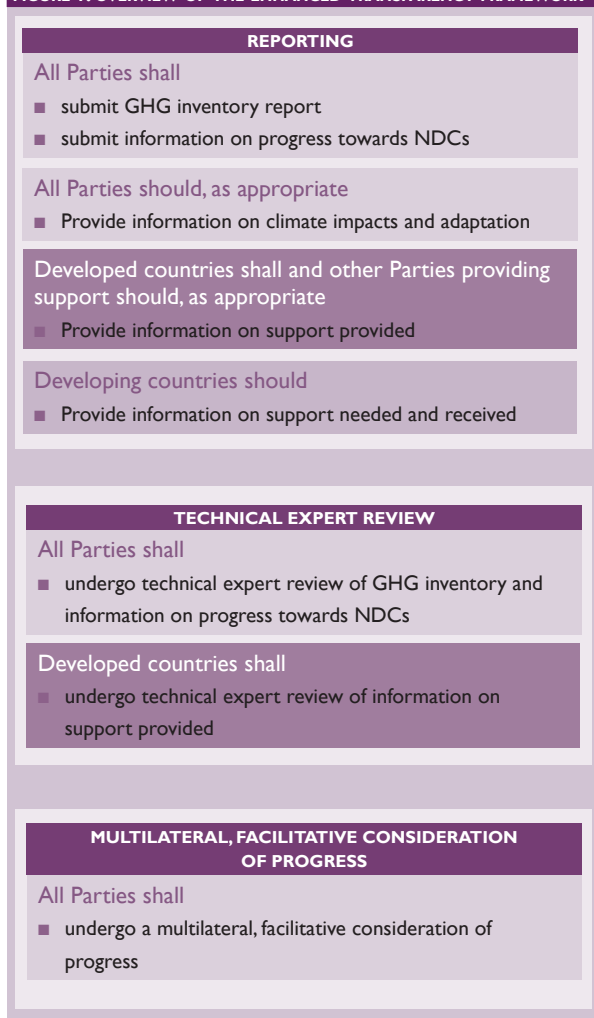 REPORTING
All Parties shall
■ submit GHG inventory report
■ submit information on progress towards NDCs
All Parties should, as appropriate
■ Provide information on climate impacts and adaptation
Developed countries shall and other Parties providing
support should, as appropriate
■ Provide information on support provided
Developing countries should
■ Provide information on support needed and received
TECHNICAL EXPERT REVIEW
All Parties shall
■ undergo technical expert review of GHG inventory and
information on progress towards NDCs
Developed countries shall
■ undergo technical expert review of information on
support provided
MULTILATERAL, FACILITATIVE CONSIDERATION
OF PROGRESS
All Parties shall
■ undergo a multilateral, facilitative consideration of
progress